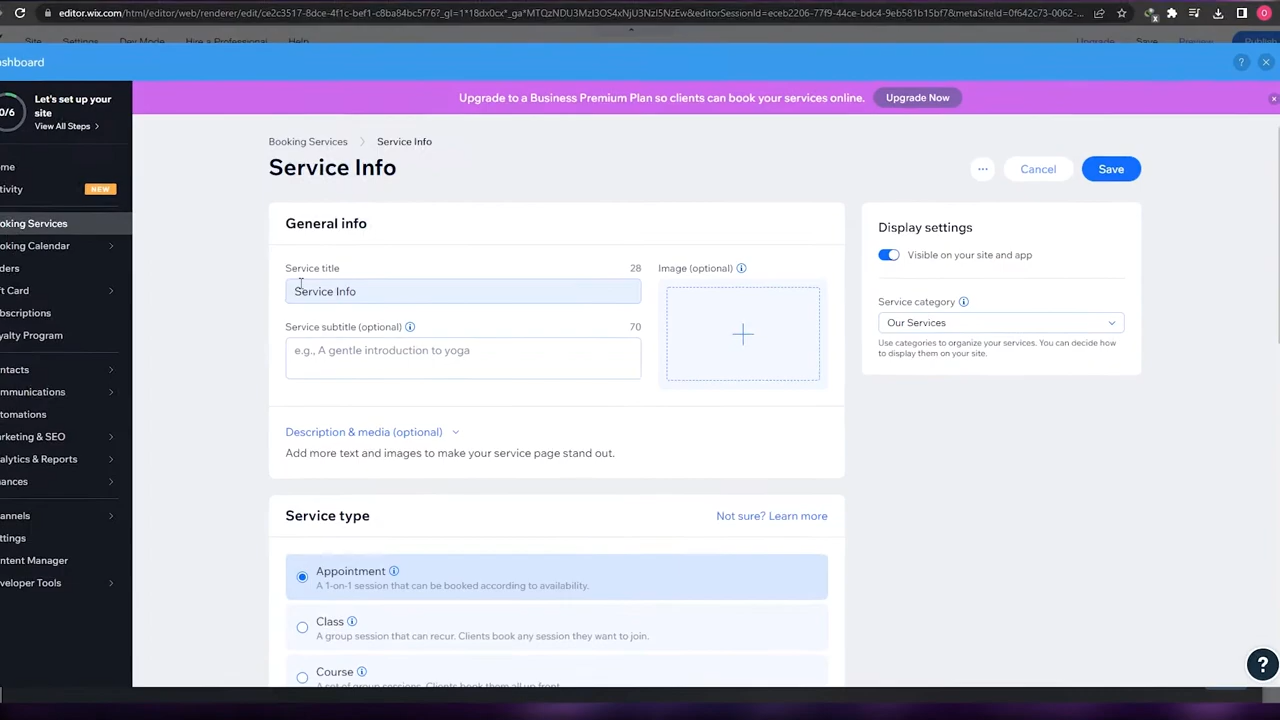 editor.wix.com/html/editor/web/renderer/edit/ce2c3517-8dce-4f1c-bef1-c8ba84bc5f76?_gl=1*18dx0cx*_ga*MTQzNDU3MzI3OS4xNjU3NzI5NzEw&editorSessionId=eceb2206-77f9-44ce-bdc4-9eb581b15bf78&metaSiteId=0f642c73-0062-...
Site Settings Dev Mode Hire a Professional Help Upgrade Save Preview Publish
ashboard
?
Upgrade to a Business Premium Plan so clients can book your services online. Upgrade Now
0/6
Let's set up your
site
View All Steps >
ome
tivity NEW
oking Services
oking Calendar
ders
ft Card
bscriptions
yalty Program
ontacts
ommunications
utomations
arketing & SEO
alytics & Reports
nances
annels
ttings
ontent Manager
veloper Tools
Booking Services > Service Info
Service Info
... Cancel Save
General info
Service title 28
Service Info
Service subtitle (optional) 70
e.g., A gentle introduction to yoga
Image (optional)
Description & media (optional)
Add more text and images to make your service page stand out.
Service type
Not sure? Learn more
Appointment
A 1-on-1 session that can be booked according to availability.
Class
A group session that can recur. Clients book any session they want to join.
Course
A set of group sessions. Clients book them all up front.
Display settings
Visible on your site and app
Service category
Our Services
Use categories to organize your services. You can decide how
to display them on your site.
?